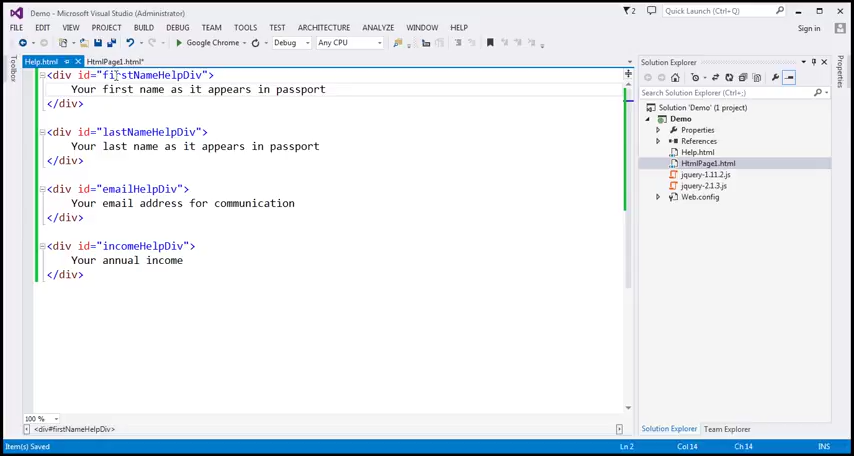 Demo - Microsoft Visual Studio (Administrator)
2
Quick Launch (Ctrl+;)
FILE EDIT VIEW PROJECT BUILD DEBUG TEAM TOOLS TEST ARCHITECTURE ANALYZE WINDOW HELP
Sign in
Google Chrome Debug Any CPU
Toolbox
Help.html HtmlPage1.html*
<div id="firstNameHelpDiv">
Your first name as it appears in passport
</div>
<div id="lastNameHelpDiv">
Your last name as it appears in passport
</div>
<div id="emailHelpDiv">
Your email address for communication
</div>
<div id="incomeHelpDiv">
Your annual income
</div>
100 %
<div#firstNameHelpDiv>
Solution Explorer
Search Solution Explorer (Ctrl+;)
Solution 'Demo' (1 project)
Demo
Properties
References
Help.html
HtmlPage1.html
jquery-1.11.2.js
jquery-2.1.3.js
Web.config
Solution Explorer Team Explorer
Properties
Item(s) Saved Ln 2 Col 14 Ch 14 INS